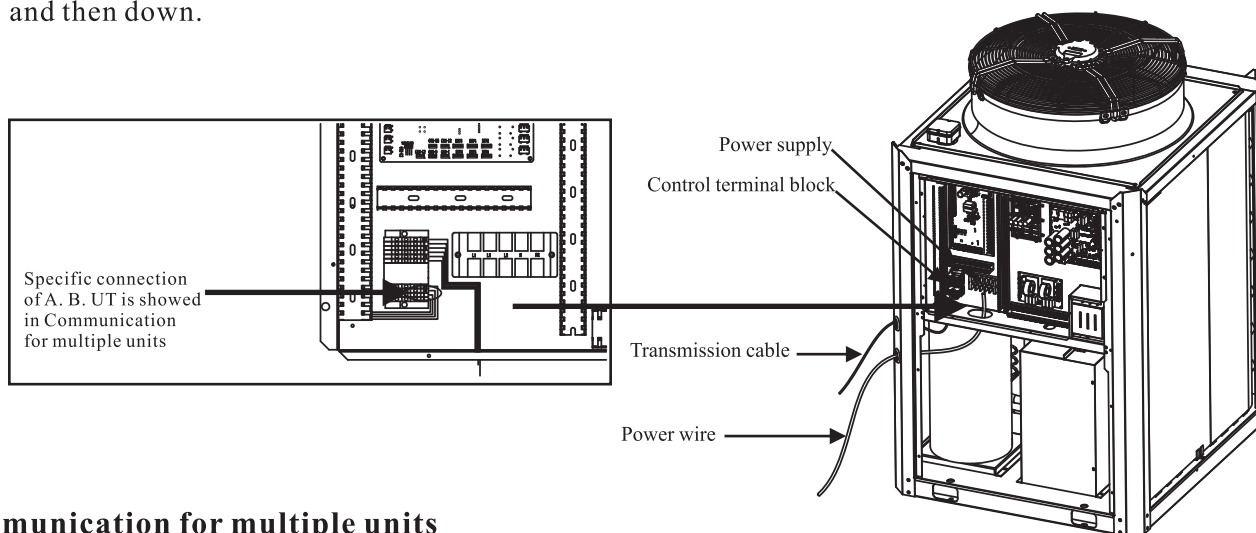 and then down.
Power supply
Control terminal block
Specific connection
of A. B. UT is showed
in Communication
for multiple units
Transmission cable
Power wire
munication for multiple units